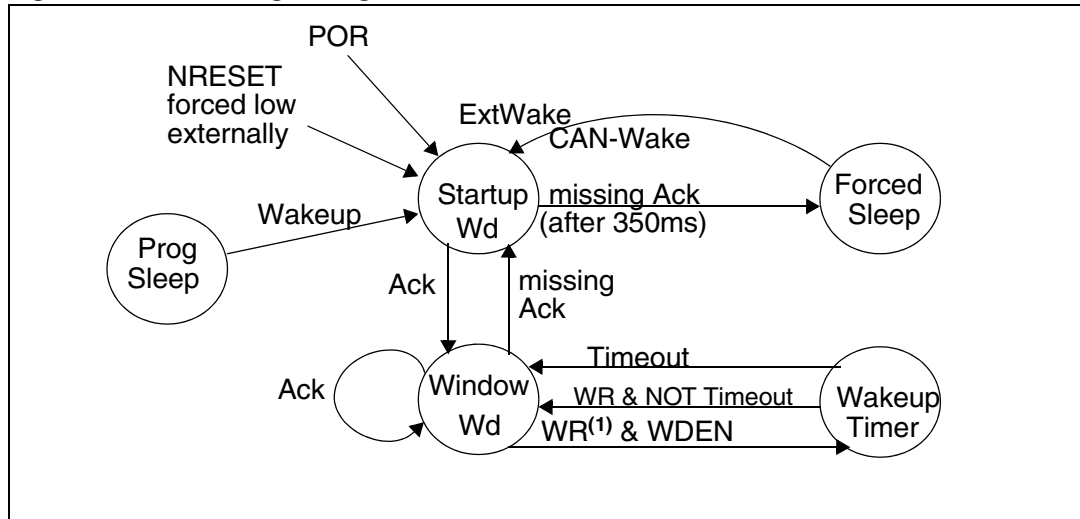 POR
NRESET
forced low
externally
ExtWake
CAN-Wake
Startup
Wd
missing Ack
(after 350ms)
Forced
Sleep
Wakeup
Prog
Sleep
Ack
missing
Ack
Timeout
Ack
Window
Wd
WR & NOT Timeout
WR(1) & WDEN
Wakeup
Timer